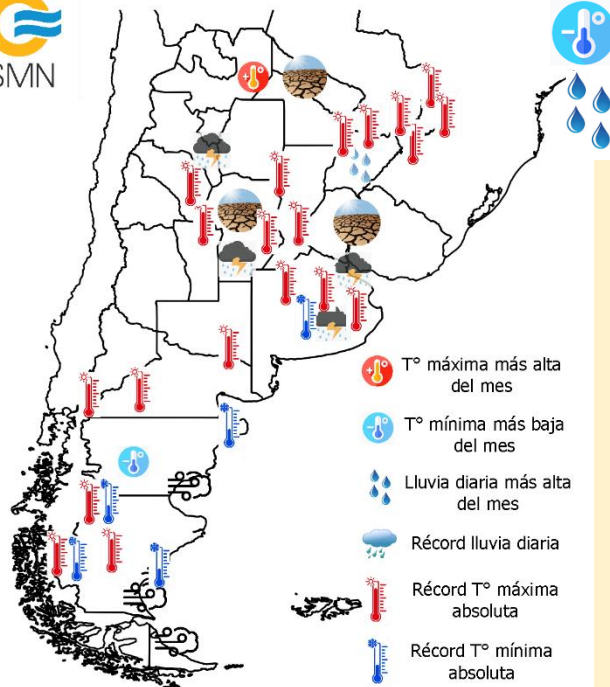 SMN
T° máxima más alta
del mes
T° mínima más baja
del mes
Lluvia diaria más alta
del mes
Récord lluvia diaria
Récord T° máxima
absoluta
Récord T° mínima
absoluta